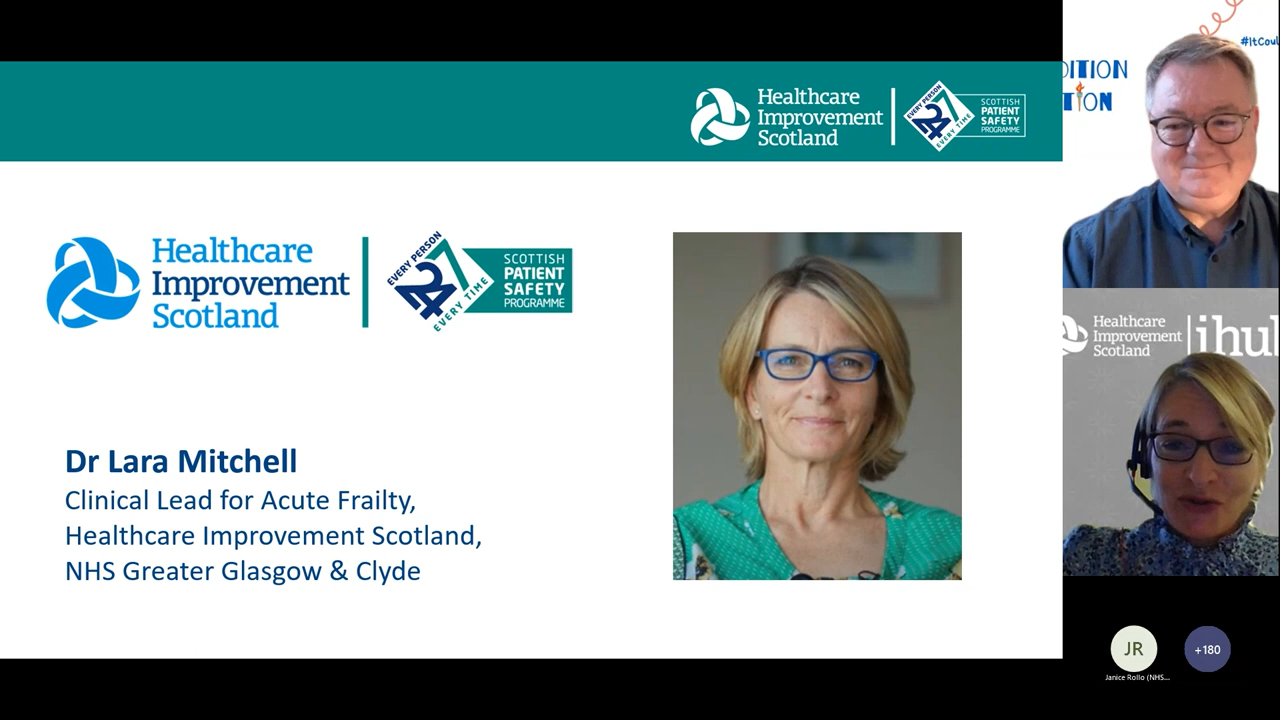 Healthcare
Improvement
Scotland
EVERY PERSON
24
7
EVERY TIME
SCOTTISH
PATIENT
SAFETY
PROGRAMME
Healthcare
Improvement
Scotland
EVERY PERSON
24
7
EVERY TIME
SCOTTISH
PATIENT
SAFETY
PROGRAMME
Dr Lara Mitchell
Clinical Lead for Acute Frailty,
Healthcare Improvement Scotland,
NHS Greater Glasgow & Clyde
#ItCoul
DITION
Healthcare
Improvement
Scotland
ihu
JR
+180
Janice Rollo (NHS...